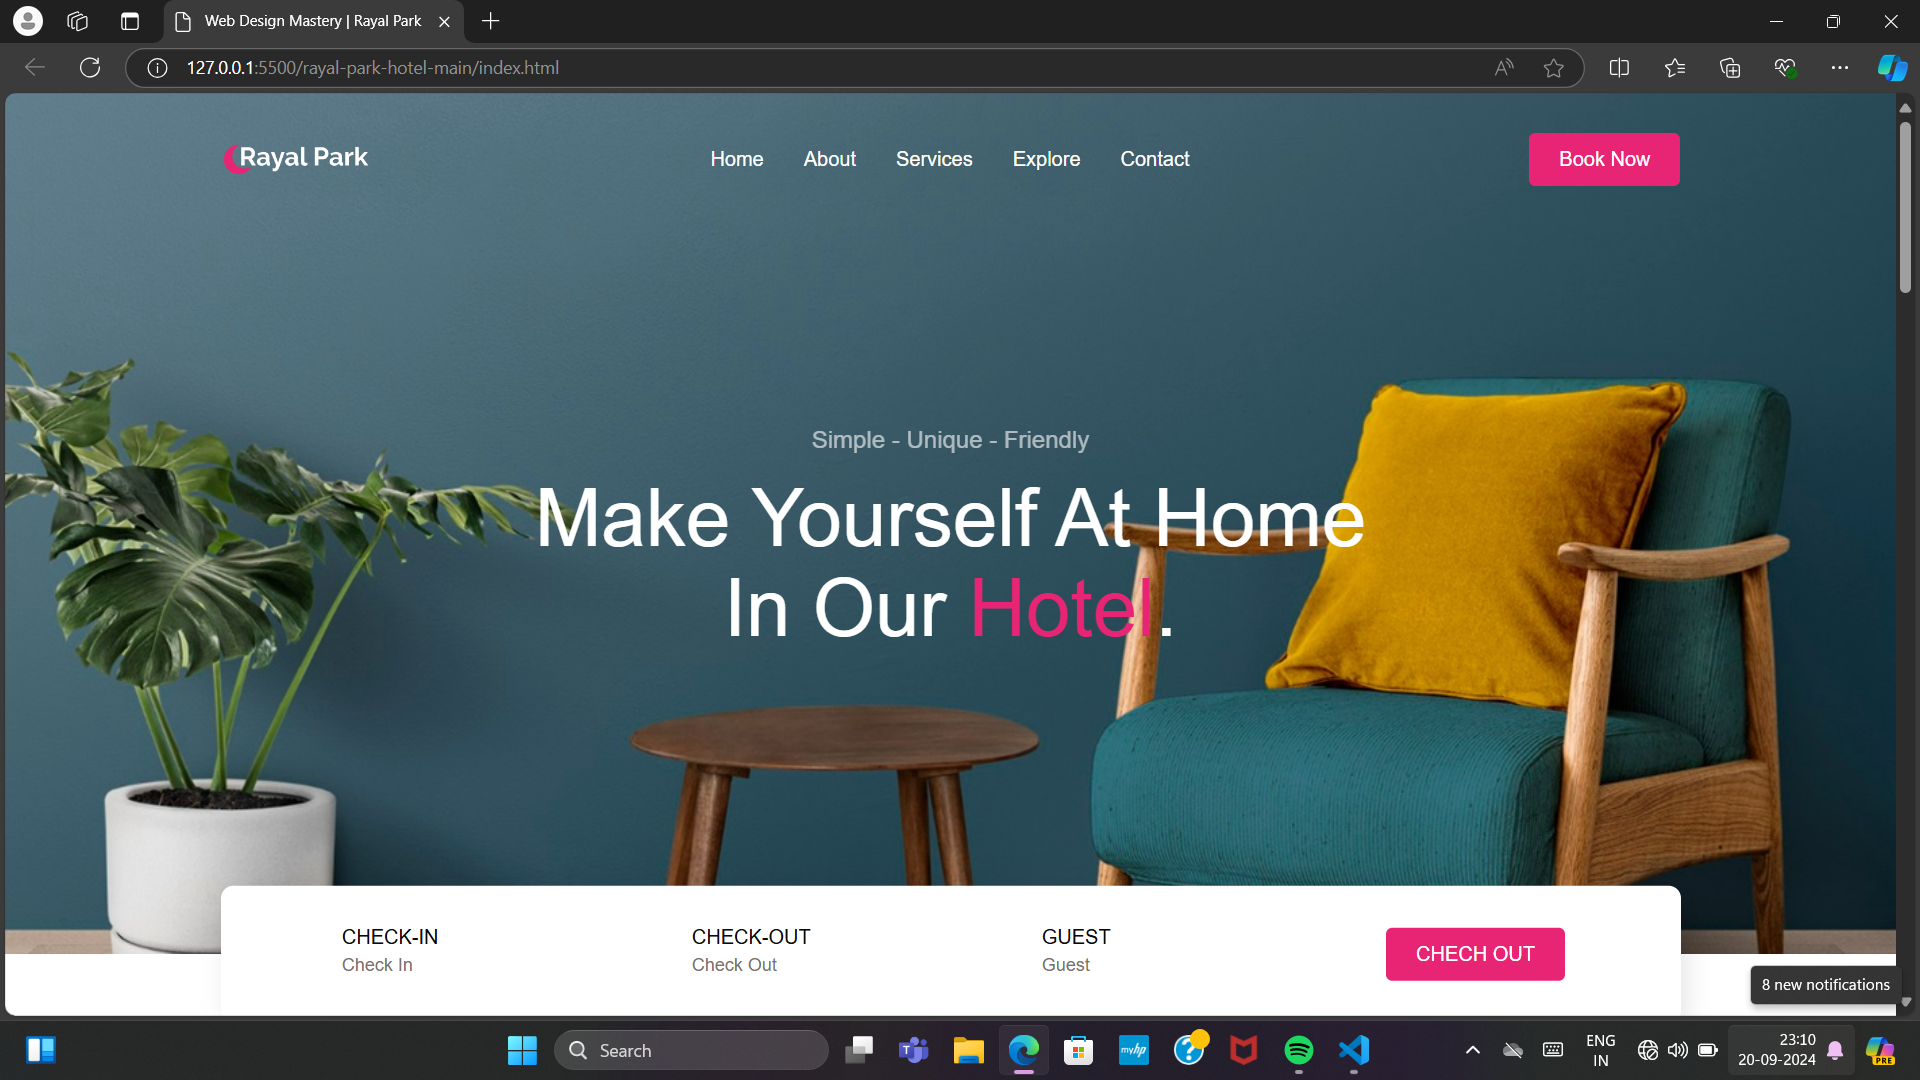 Web Design Mastery | Rayal Park
127.0.0.1:5500/rayal-park-hotel-main/index.html
Rayal Park
Home
About
Services
Explore
Contact
Book Now
Simple - Unique - Friendly
Make Yourself At Home
In Our Hotel.
CHECK-IN
Check In
CHECK-OUT
Check Out
GUEST
Guest
CHECH OUT
8 new notifications
Search
myhp
ENG
IN
23:10
20-09-2024
PRE